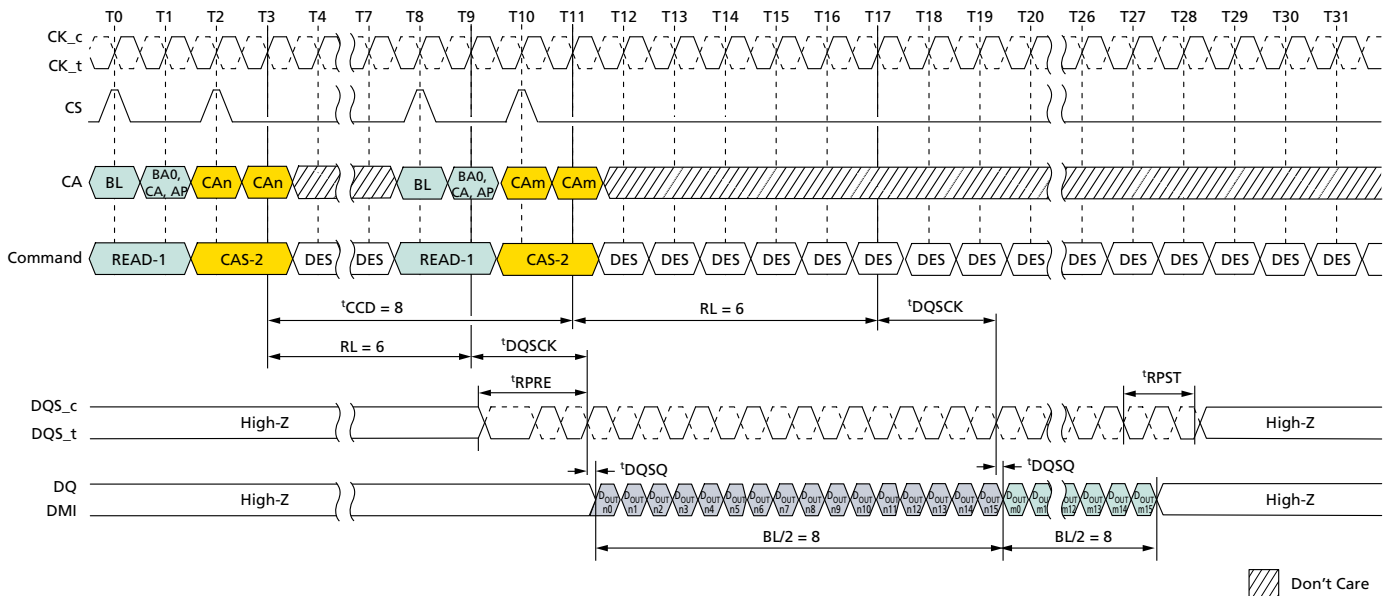 T0 T1 T2 T3 T4 T7 T8 T9 T10 T11 T12 T13 T14 T15 T16 T17 T18 T19 T20 T26 T27 T28 T29 T30 T31
CK_c
CK_t
CS
CA BL BA0, CA, AP CAn CAn BL BA0, CA, AP CAm CAm
Command READ-1 CAS-2 DES DES READ-1 CAS-2 DES DES DES DES DES DES DES DES DES DES DES DES DES DES DES
tCCD = 8 RL = 6 tDQSCK
RL = 6 tDQSCK
tRPRE tRPST
DQS_c
DQS_t High-Z High-Z
tDQSQ tDQSQ
DQ
DMI High-Z DOUT n0 DOUT n1 DOUT n2 DOUT n3 DOUT n4 DOUT n5 DOUT n6 DOUT n7 DOUT n8 DOUT n9 DOUT n10 DOUT n11 DOUT n12 DOUT n13 DOUT n14 DOUT n15 DOUT m0 DOUT m1 DOUT m12 DOUT m13 DOUT m14 DOUT m15 High-Z
BL/2 = 8 BL/2 = 8
Don't Care